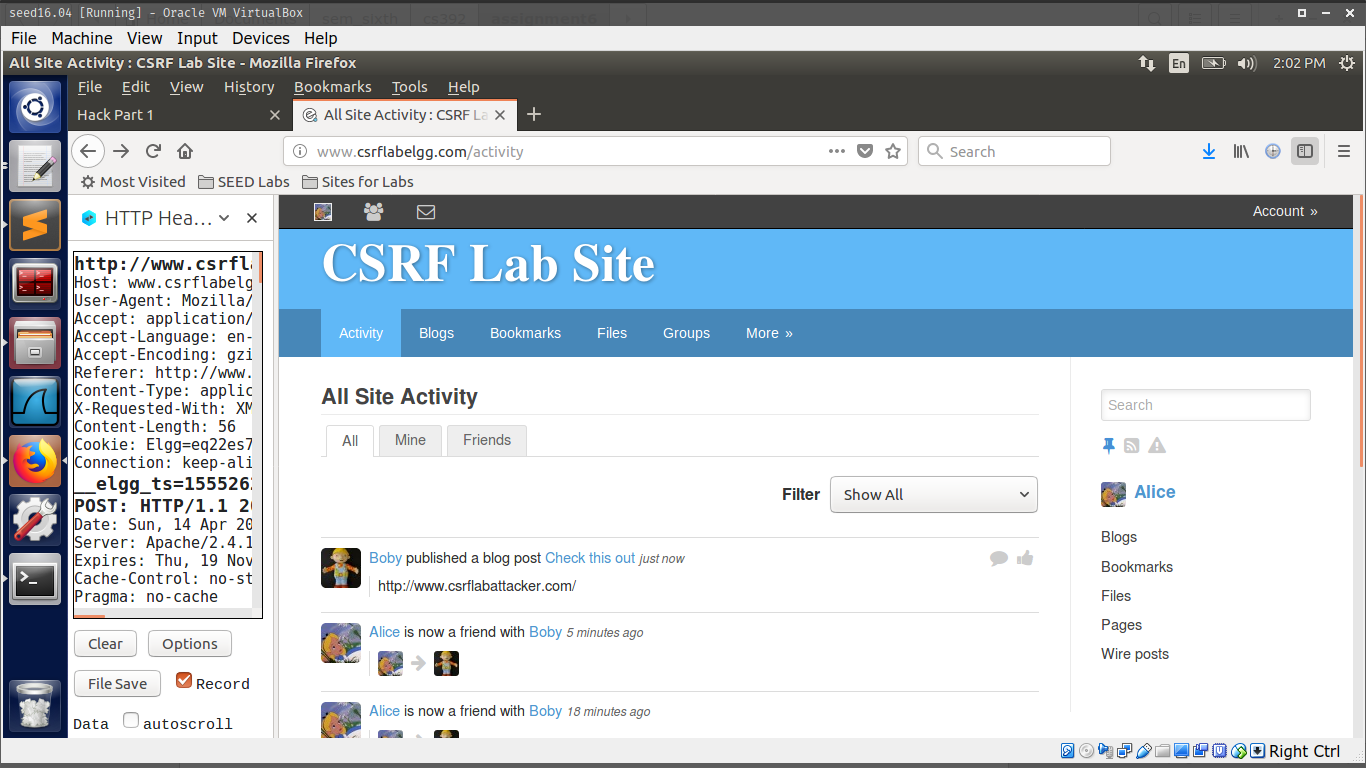 seed16.04 [Running] - Oracle VM VirtualBox
File Machine View Input Devices Help
All Site Activity : CSRF Lab Site - Mozilla Firefox
En
2:02 PM
File Edit View History Bookmarks Tools Help
Hack Part 1
All Site Activity : CSRF La
www.csrflabelgg.com/activity
Search
Most Visited SEED Labs Sites for Labs
HTTP Hea...
http://www.csrfl
Host: www.csrflabelg
User-Agent: Mozilla/
Accept: application/
Accept-Language: en-
Accept-Encoding: gzi
Referer: http://www.
Content-Type: applic
X-Requested-With: XM
Content-Length: 56
Cookie: Elgg=eq22es7
Connection: keep-ali
__elgg_ts=1555262
POST: HTTP/1.1 20
Date: Sun, 14 Apr 20
Server: Apache/2.4.1
Expires: Thu, 19 Nov
Cache-Control: no-st
Pragma: no-cache
Clear Options
File Save Record
Data autoscroll
Account »
CSRF Lab Site
Activity Blogs Bookmarks Files Groups More »
All Site Activity
All Mine Friends
Filter Show All
Boby published a blog post Check this out just now
http://www.csrflabattacker.com/
Alice is now a friend with Boby 5 minutes ago
Alice is now a friend with Boby 18 minutes ago
Search
Alice
Blogs
Bookmarks
Files
Pages
Wire posts
Right Ctrl